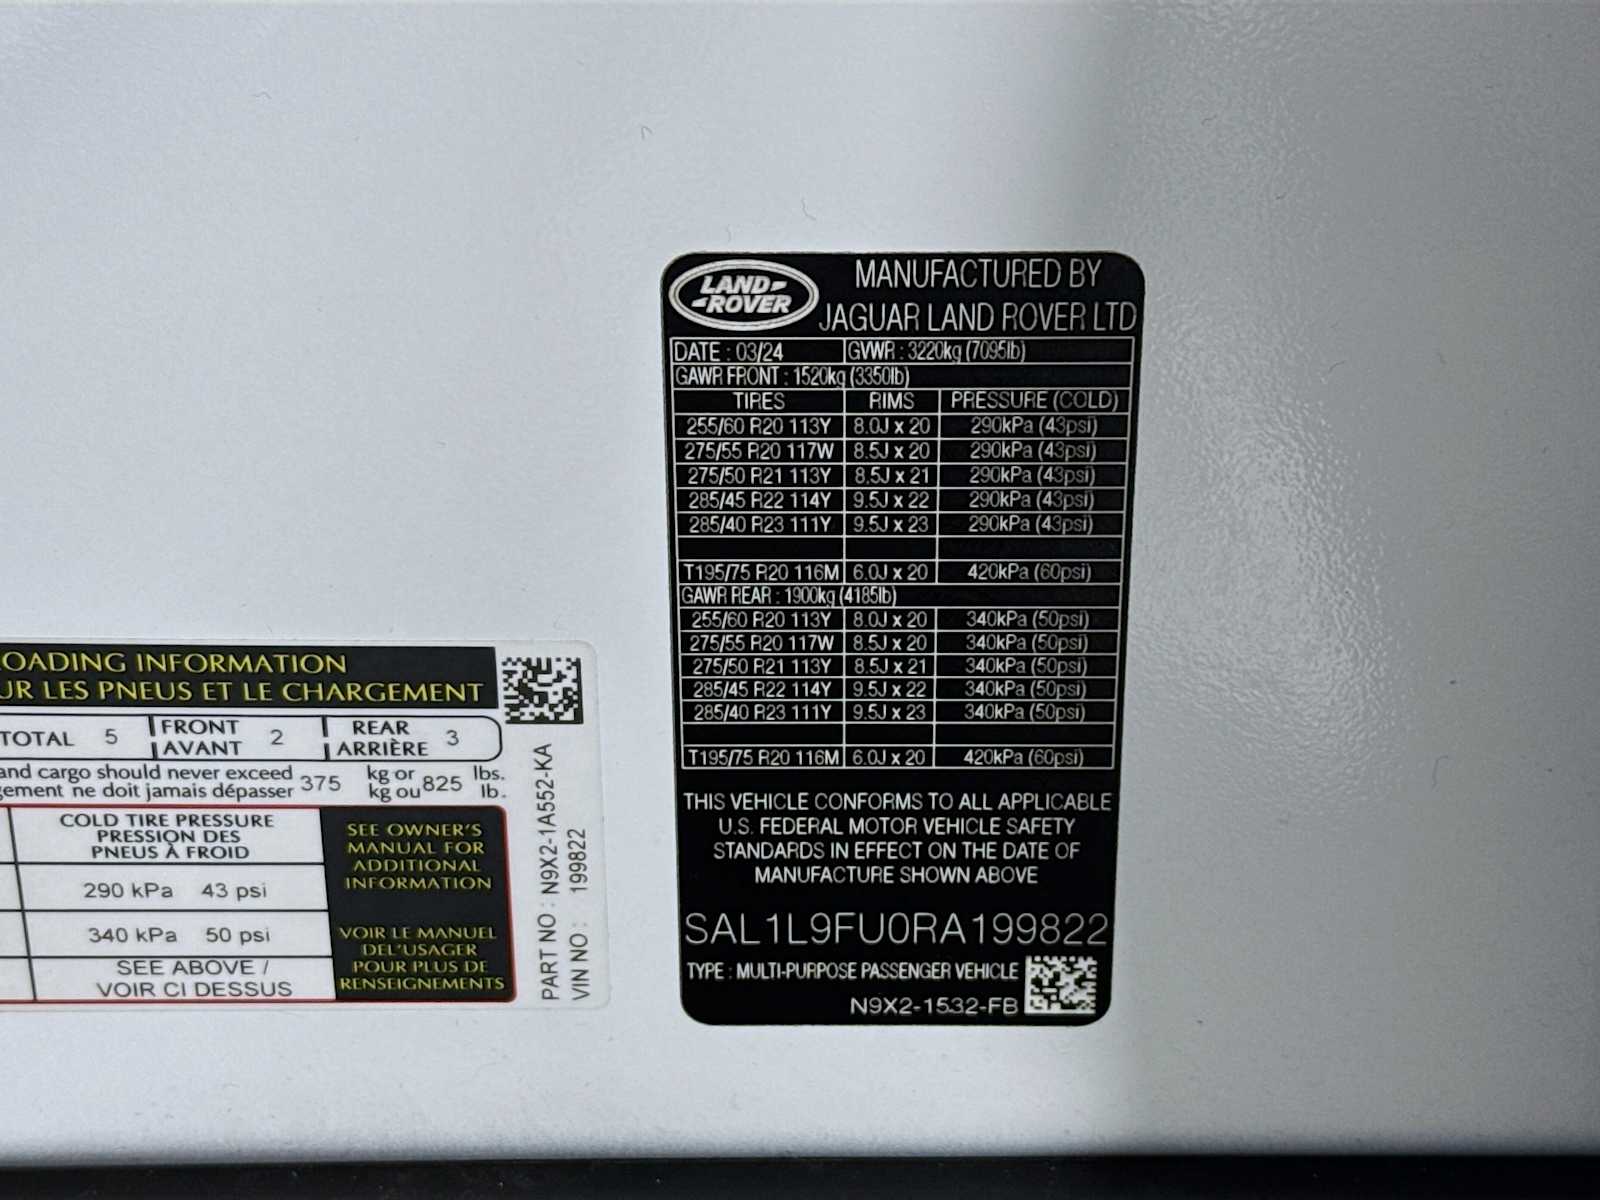 LAND-
-ROVER
MANUFACTURED BY
JAGUAR LAND ROVER LTD
DATE : 03/24 GVWR : 3220kg (7095lb)
GAWR FRONT : 1520kg (3350lb)
TIRES RIMS PRESSURE (COLD)
255/60 R20 113Y 8.0J x 20 290kPa (43psi)
275/55 R20 117W 8.5J x 20 290kPa (43psi)
275/50 R21 113Y 8.5J x 21 290kPa (43psi)
285/45 R22 114Y 9.5J x 22 290kPa (43psi)
285/40 R23 111Y 9.5J x 23 290kPa (43psi)
T195/75 R20 116M 6.0J x 20 420kPa (60psi)
GAWR REAR : 1900kg (4185lb)
255/60 R20 113Y 8.0J x 20 340kPa (50psi)
275/55 R20 117W 8.5J x 20 340kPa (50psi)
275/50 R21 113Y 8.5J x 21 340kPa (50psi)
285/45 R22 114Y 9.5J x 22 340kPa (50psi)
285/40 R23 111Y 9.5J x 23 340kPa (50psi)
T195/75 R20 116M 6.0J x 20 420kPa (60psi)
THIS VEHICLE CONFORMS TO ALL APPLICABLE
U.S. FEDERAL MOTOR VEHICLE SAFETY
STANDARDS IN EFFECT ON THE DATE OF
MANUFACTURE SHOWN ABOVE
SAL1L9FU0RA199822
TYPE : MULTI-PURPOSE PASSENGER VEHICLE
N9X2-1532-FB
OADING INFORMATION
UR LES PNEUS ET LE CHARGEMENT
TOTAL 5 FRONT AVANT 2 REAR ARRIÈRE 3
and cargo should never exceed 375 kg or 825 lbs.
gement ne doit jamais dépasser kg ou lb.
COLD TIRE PRESSURE
PRESSION DES
PNEUS À FROID
290 kPa 43 psi
340 kPa 50 psi
SEE ABOVE /
VOIR CI DESSUS
SEE OWNER'S
MANUAL FOR
ADDITIONAL
INFORMATION
VOIR LE MANUEL
DEL'USAGER
POUR PLUS DE
RENSEIGNEMENTS
PART NO : N9X2-1A552-KA
VIN NO : 199822